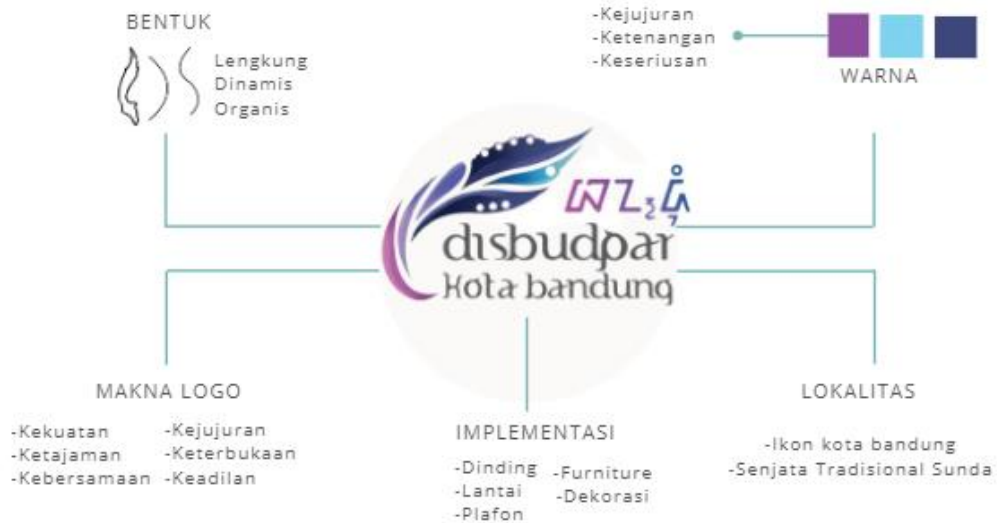 BENTUK
Lengkung
Dinamis
Organis
-Kejujuran
-Ketenangan
-Keseriusan
WARNA
disbudpar
Kota bandung
MAKNA LOGO
-Kekuatan
-Ketajaman
-Kebersamaan
-Kejujuran
-Keterbukaan
-Keadilan
IMPLEMENTASI
-Dinding
-Lantai
-Plafon
-Furniture
-Dekorasi
LOKALITAS
-Ikon kota bandung
-Senjata Tradisional Sunda